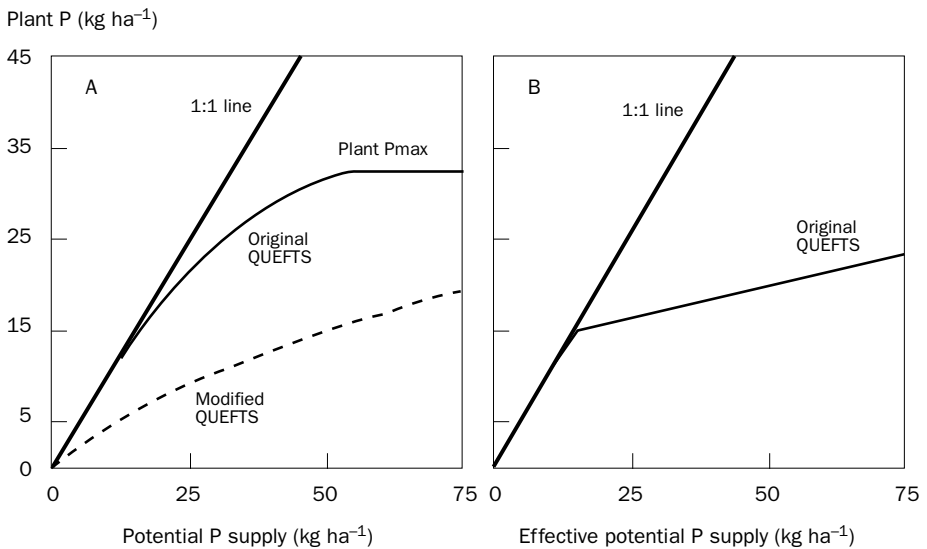 Plant P (kg ha–1)
45
35
25
15
5
0
A
1:1 line
Plant Pmax
Original
QUEFTS
Modified
QUEFTS
0 25 50 75
Potential P supply (kg ha–1)
B
1:1 line
Original
QUEFTS
0 25 50 75
Effective potential P supply (kg ha–1)